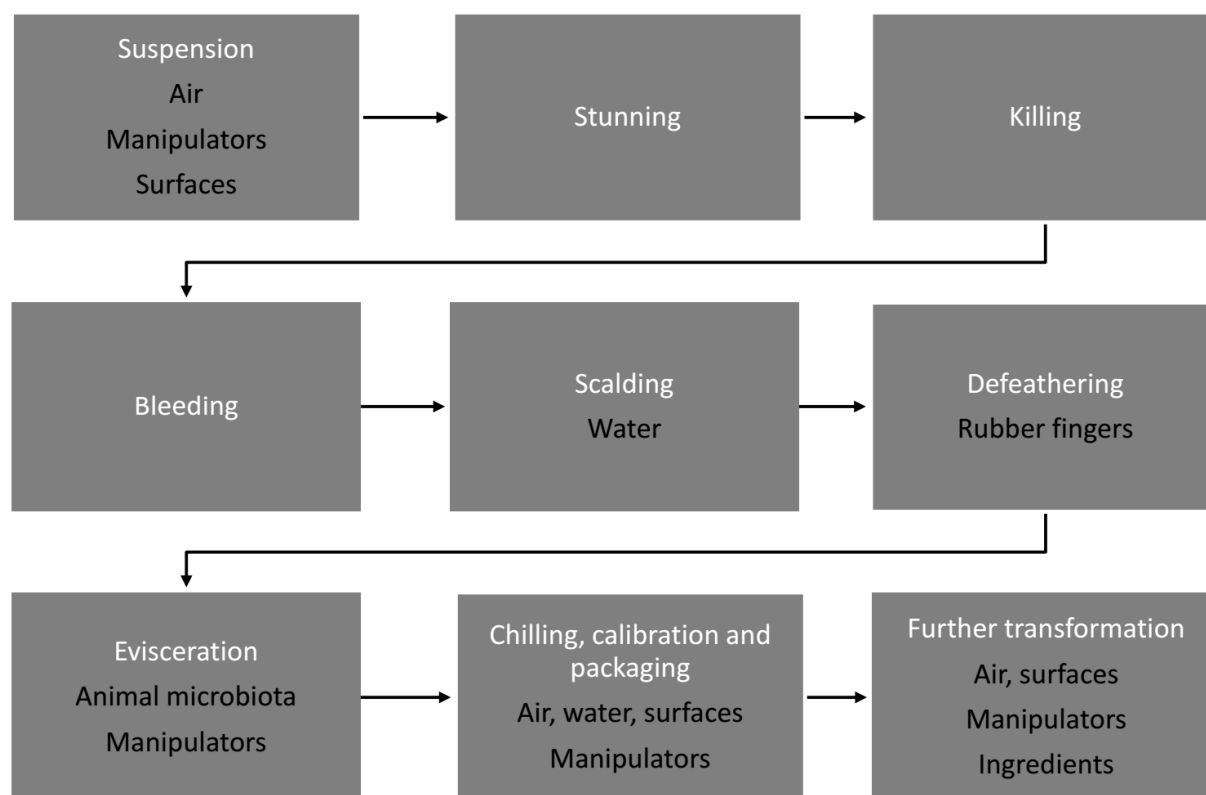 Suspension
Air
Manipulators
Surfaces
Stunning
Killing
Bleeding
Scalding
Water
Defeathering
Rubber fingers
Evisceration
Animal microbiota
Manipulators
Chilling, calibration and
packaging
Air, water, surfaces
Manipulators
Further transformation
Air, surfaces
Manipulators
Ingredients